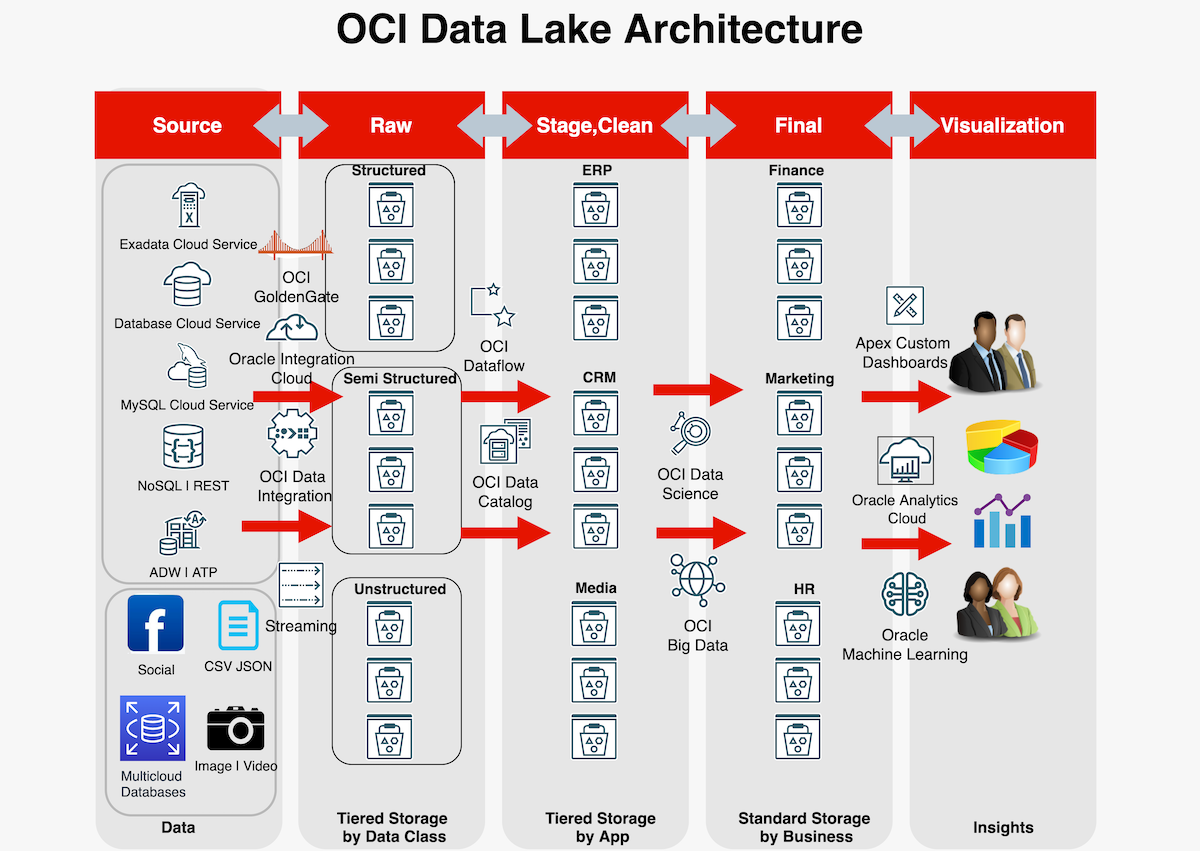 OCI Data Lake Architecture
Source
Raw
Stage,Clean
Final
Visualization
Exadata Cloud Service
Database Cloud Service
MySQL Cloud Service
NoSQL | REST
ADW | ATP
Social
CSV JSON
Multicloud
Databases
Image | Video
Data
OCI
GoldenGate
Oracle Integration
Cloud
OCI Data
Integration
Streaming
Structured
Semi Structured
Unstructured
Tiered Storage
by Data Class
OCI
Dataflow
OCI Data
Catalog
ERP
CRM
Media
Tiered Storage
by App
OCI Data
Science
OCI
Big Data
Finance
Marketing
HR
Standard Storage
by Business
Apex Custom
Dashboards
Oracle Analytics
Cloud
Oracle
Machine Learning
Insights